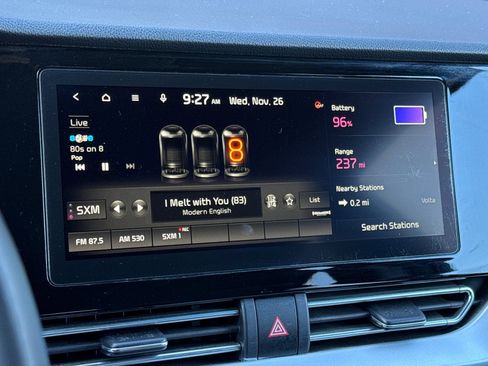 9:27 AM Wed, Nov. 26
Live
80s on 8
Pop
8
SXM
I Melt with You (83)
Modern English
List
FM 87.5
AM 530
SXM 1
REC
Battery
96%
Range
237 mi
Nearby Stations
0.2 mi
Volta
Search Stations